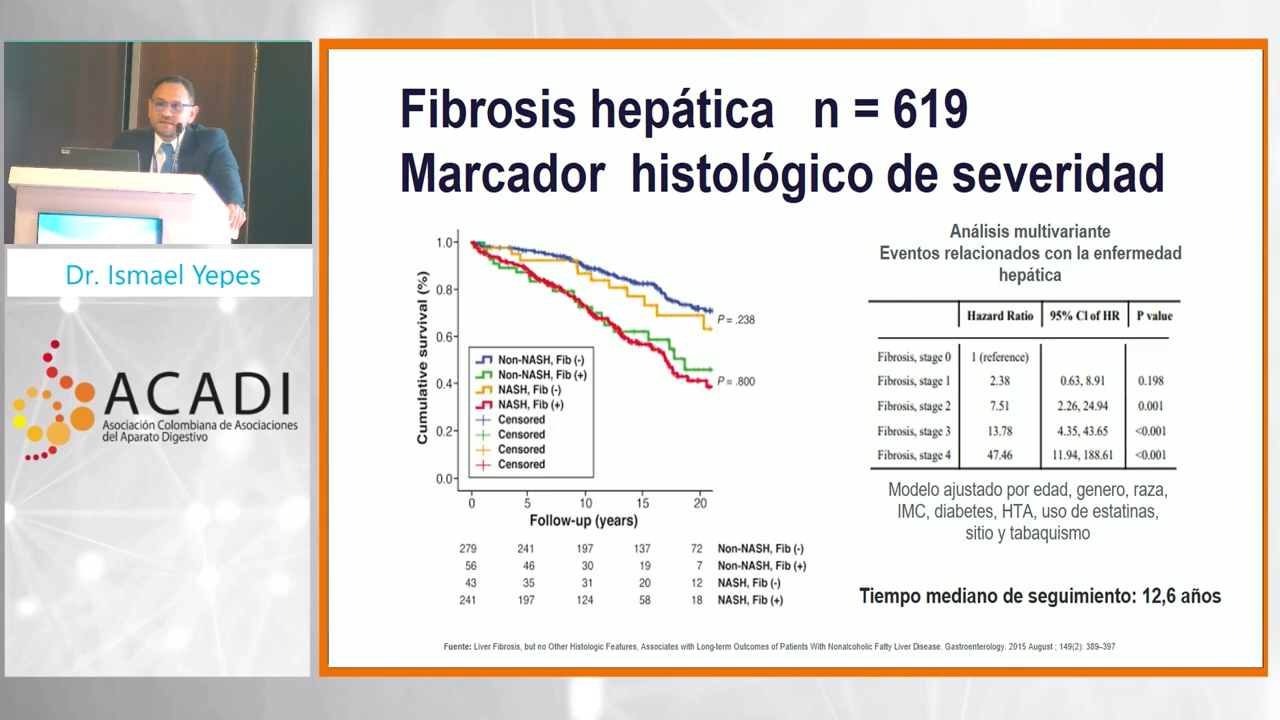 Fibrosis hepática n = 619
Marcador histológico de severidad
Dr. Ismael Yepes
ACADI
Asociación Colombiana de Asociaciones
del Aparato Digestivo
Cumulative survival (%)
1.0
0.8
0.6
0.4
0.2
0.0
P = .238
P = .800
Non-NASH, Fib (-)
Non-NASH, Fib (+)
NASH, Fib (-)
NASH, Fib (+)
Censored
Censored
Censored
Censored
0 5 10 15 20
Follow-up (years)
279 241 197 137 72 Non-NASH, Fib (-)
56 46 30 19 7 Non-NASH, Fib (+)
43 35 31 20 12 NASH, Fib (-)
241 197 124 58 18 NASH, Fib (+)
Análisis multivariante
Eventos relacionados con la enfermedad
hepática
Hazard Ratio 95% CI of HR P value
Fibrosis, stage 0 1 (reference)
Fibrosis, stage 1 2.38 0.63, 8.91 0.198
Fibrosis, stage 2 7.51 2.26, 24.94 0.001
Fibrosis, stage 3 13.78 4.35, 43.65 <0.001
Fibrosis, stage 4 47.46 11.94, 188.61 <0.001
Modelo ajustado por edad, genero, raza,
IMC, diabetes, HTA, uso de estatinas,
sitio y tabaquismo
Tiempo mediano de seguimiento: 12,6 años
Fuente: Liver Fibrosis, but no Other Histologic Features, Associates with Long-term Outcomes of Patients With Nonalcoholic Fatty Liver Disease. Gastroenterology. 2015 August ; 149(2): 389–397